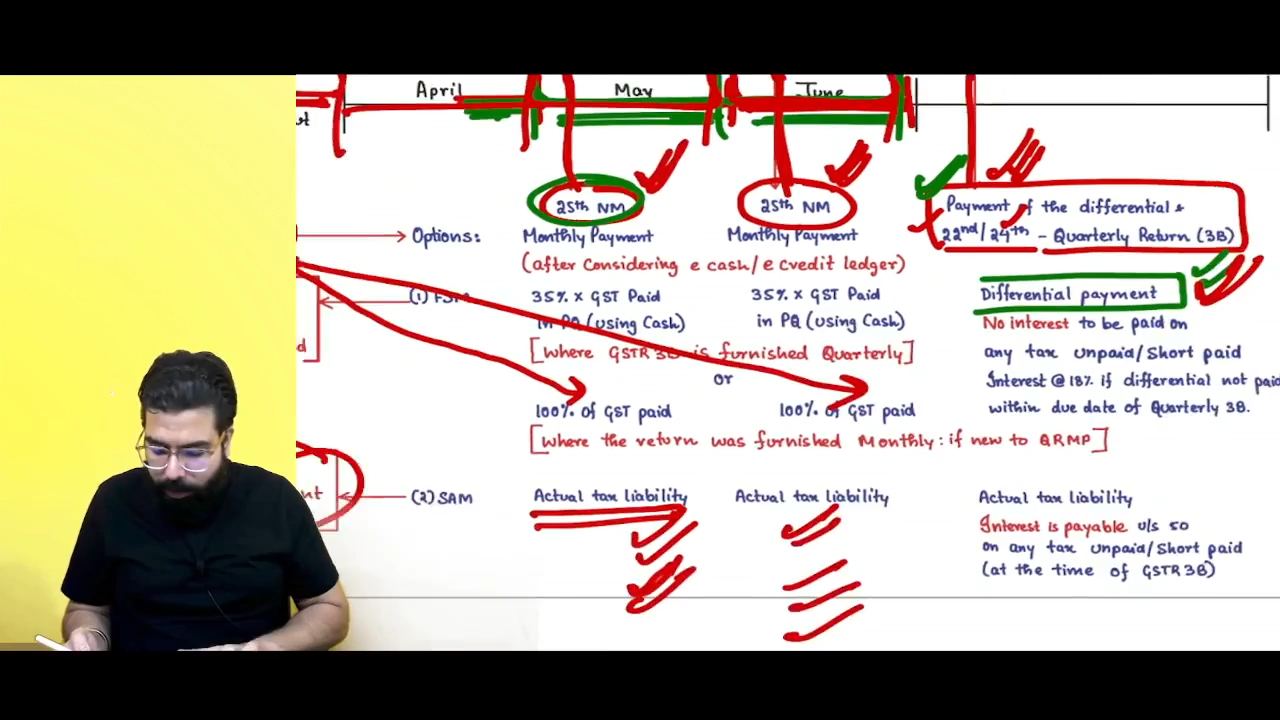 April May June
25th NM 25th NM
Payment of the differential &
22nd/24th - Quarterly Return (3B)
Options: Monthly Payment Monthly Payment
(after Considering e cash/e credit ledger)
(1) FSM 35% x GST Paid 35% x GST Paid
in PQ (using Cash) in PQ (using Cash)
[where GSTR 3B is furnished Quarterly]
or
100% of GST paid 100% of GST paid
[where the return was furnished Monthly: if new to QRMP]
Differential payment
No interest to be paid on
any tax unpaid/Short paid
Interest @ 18% if differential not paid
within due date of Quarterly 3B.
(2) SAM Actual tax liability Actual tax liability Actual tax liability
Interest is payable u/s 50
on any tax unpaid/Short paid
(at the time of GSTR 3B)